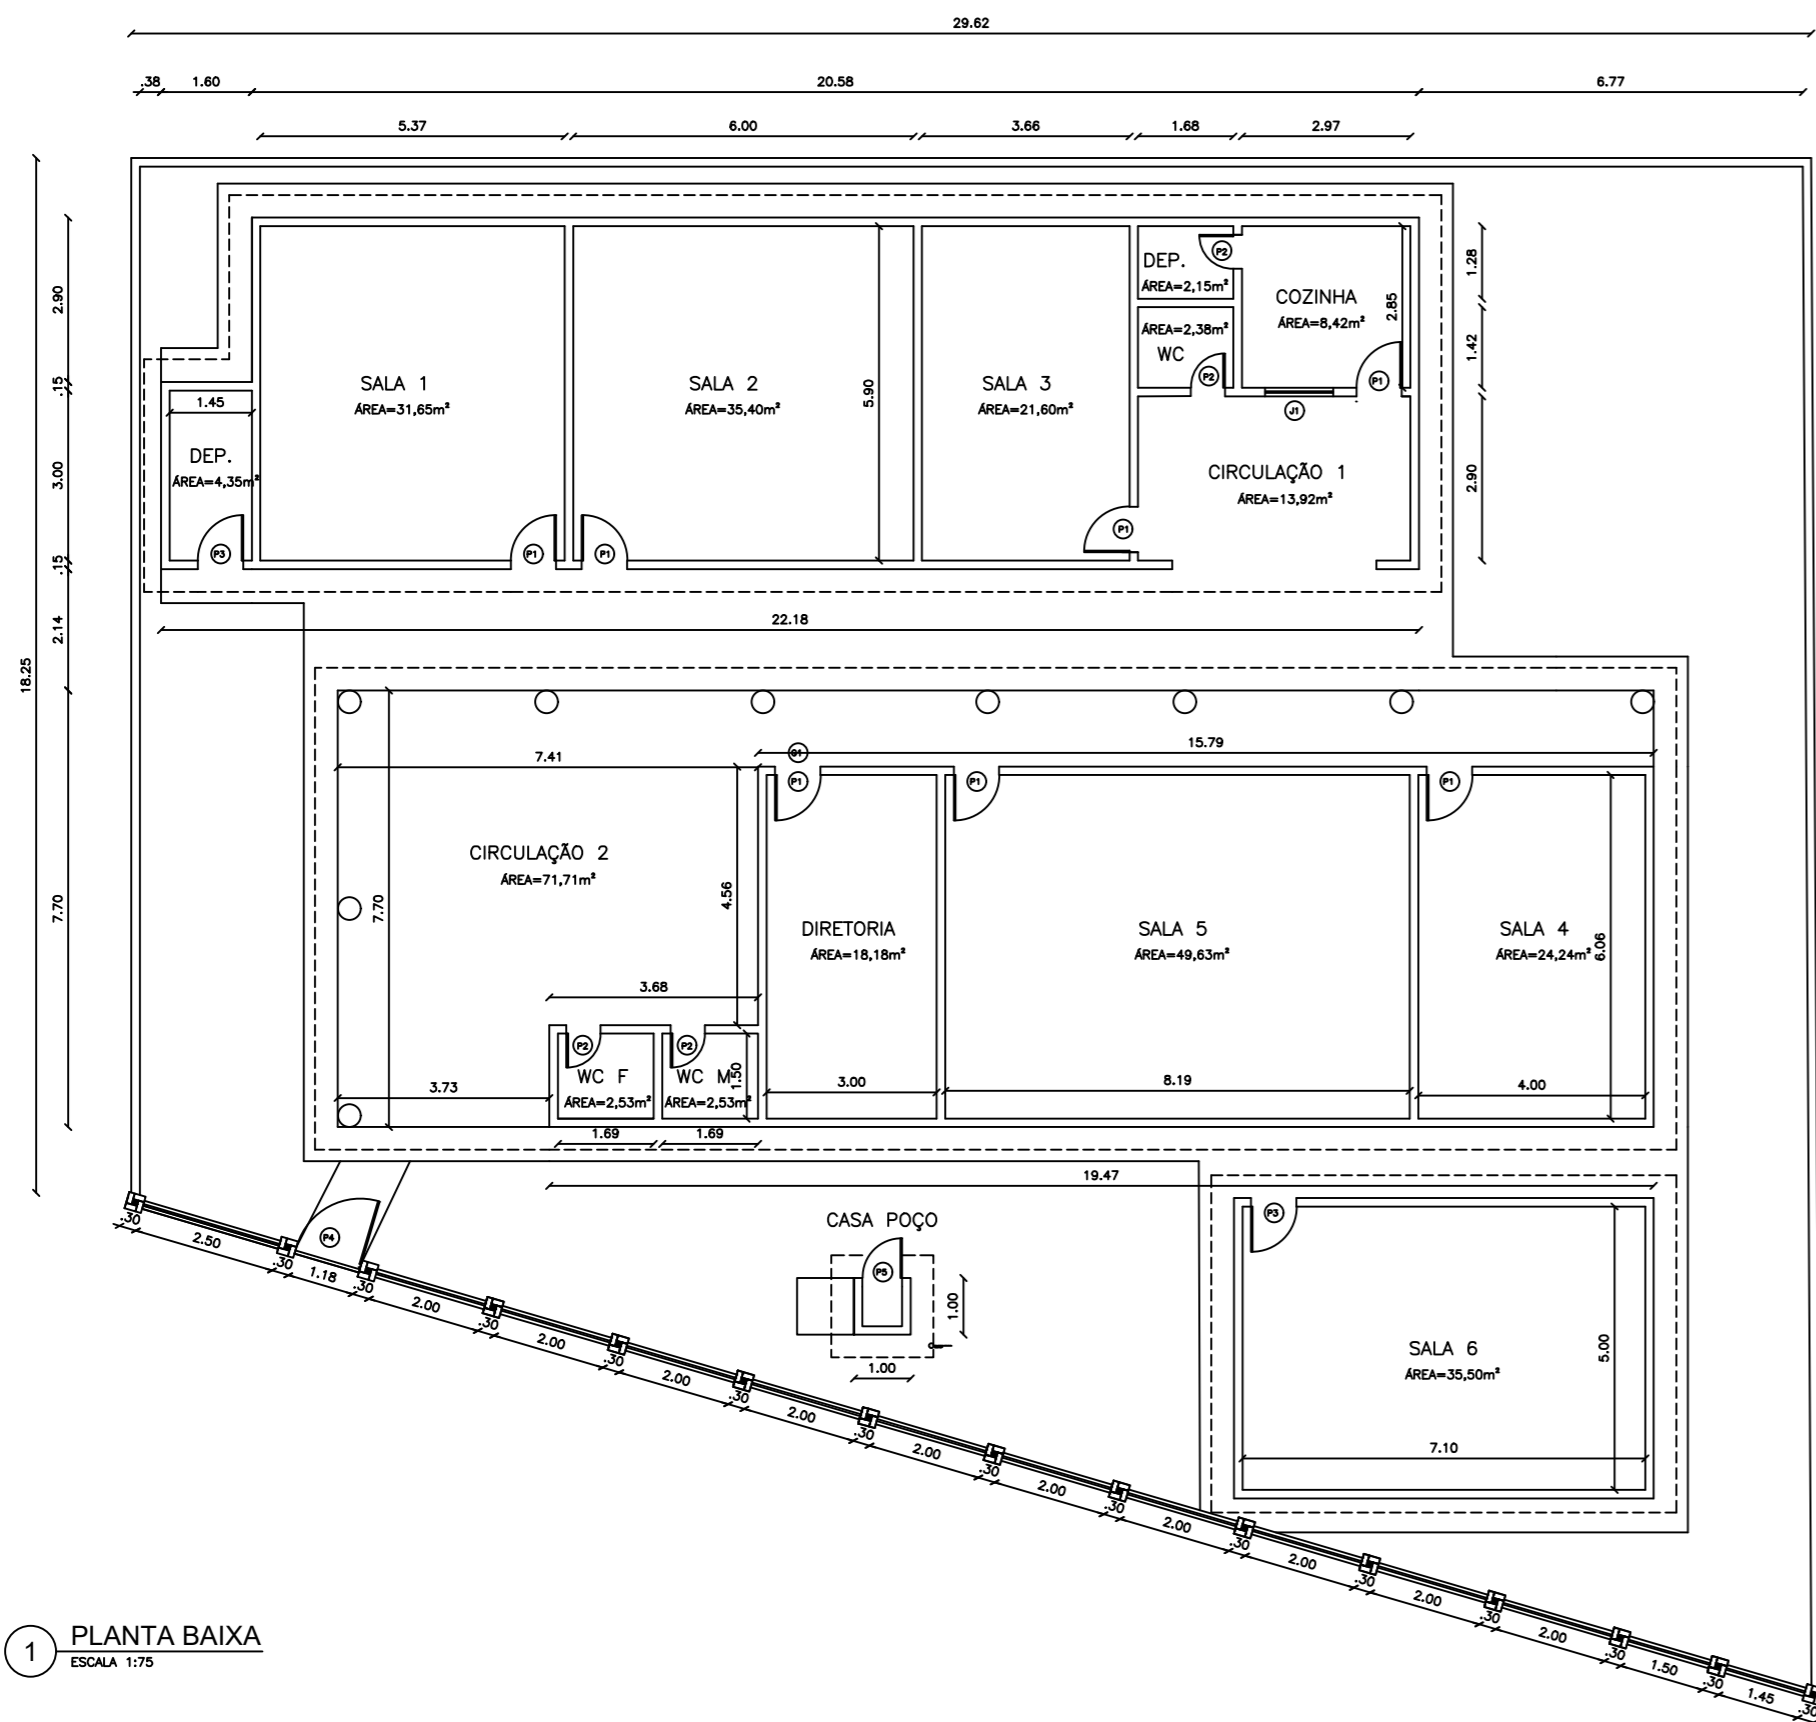 29.62
.38
1.60
20.58
6.77
5.37
6.00
3.66
1.68
2.97
18.25
2.90
.15
3.00
.15
2.14
7.70
1.28
1.42
2.90
DEP.
ÁREA=2,15m²
P2
COZINHA
ÁREA=8,42m²
2.85
ÁREA=2,38m²
WC
P2
P1
J1
SALA 1
ÁREA=31,65m²
SALA 2
ÁREA=35,40m²
5.90
SALA 3
ÁREA=21,60m²
1.45
DEP.
ÁREA=4,35m²
CIRCULAÇÃO 1
ÁREA=13,92m²
P3
P1
P1
P1
22.18
15.79
7.41
P1
P1
P1
CIRCULAÇÃO 2
ÁREA=71,71m²
7.70
4.56
DIRETORIA
ÁREA=18,18m²
SALA 5
ÁREA=49,63m²
SALA 4
ÁREA=24,24m²
6.06
3.68
P2
P2
WC F
ÁREA=2,53m²
WC M
ÁREA=2,53m²
1.50
3.73
3.00
8.19
4.00
1.69
1.69
19.47
CASA POÇO
P5
1.00
1.00
P3
SALA 6
ÁREA=35,50m²
5.00
7.10
P4
.30
2.50
.30
1.18
.30
2.00
.30
2.00
.30
2.00
.30
2.00
.30
2.00
.30
2.00
.30
2.00
.30
2.00
.30
2.00
.30
2.00
.30
1.50
.30
1.45
.30
1
PLANTA BAIXA
ESCALA 1:75